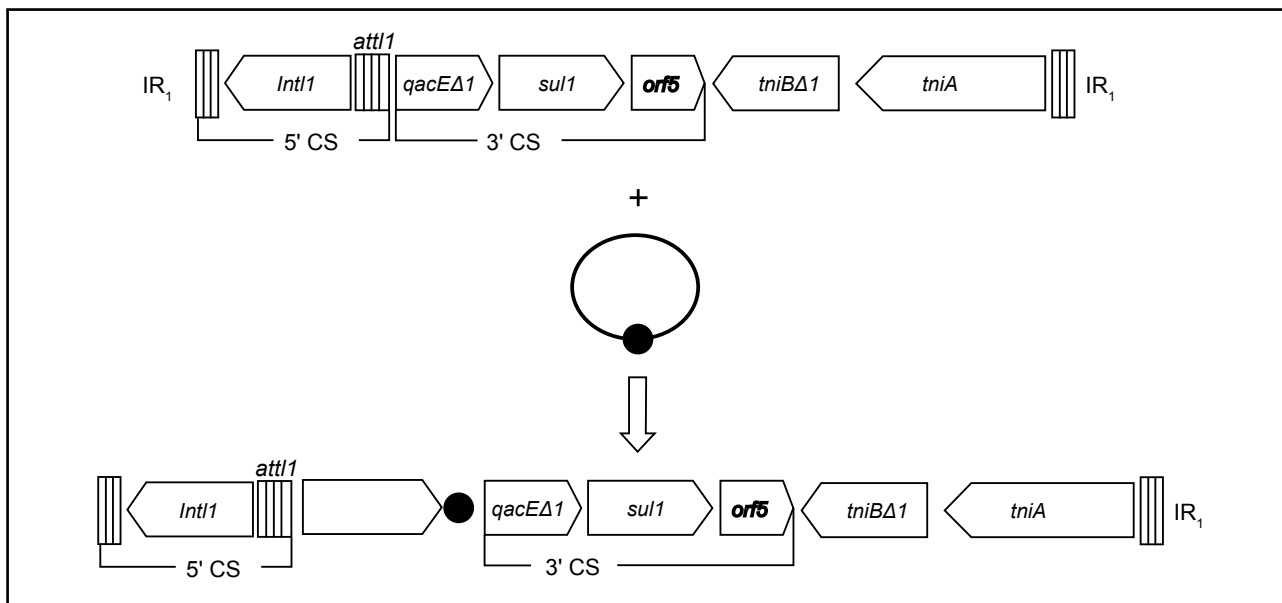 attI1
IR₁ IntI1 qacEΔ1 sul1 orf5 tniBΔ1 tniA IR₁
5' CS 3' CS
+
attI1
IntI1 qacEΔ1 sul1 orf5 tniBΔ1 tniA IR₁
5' CS 3' CS